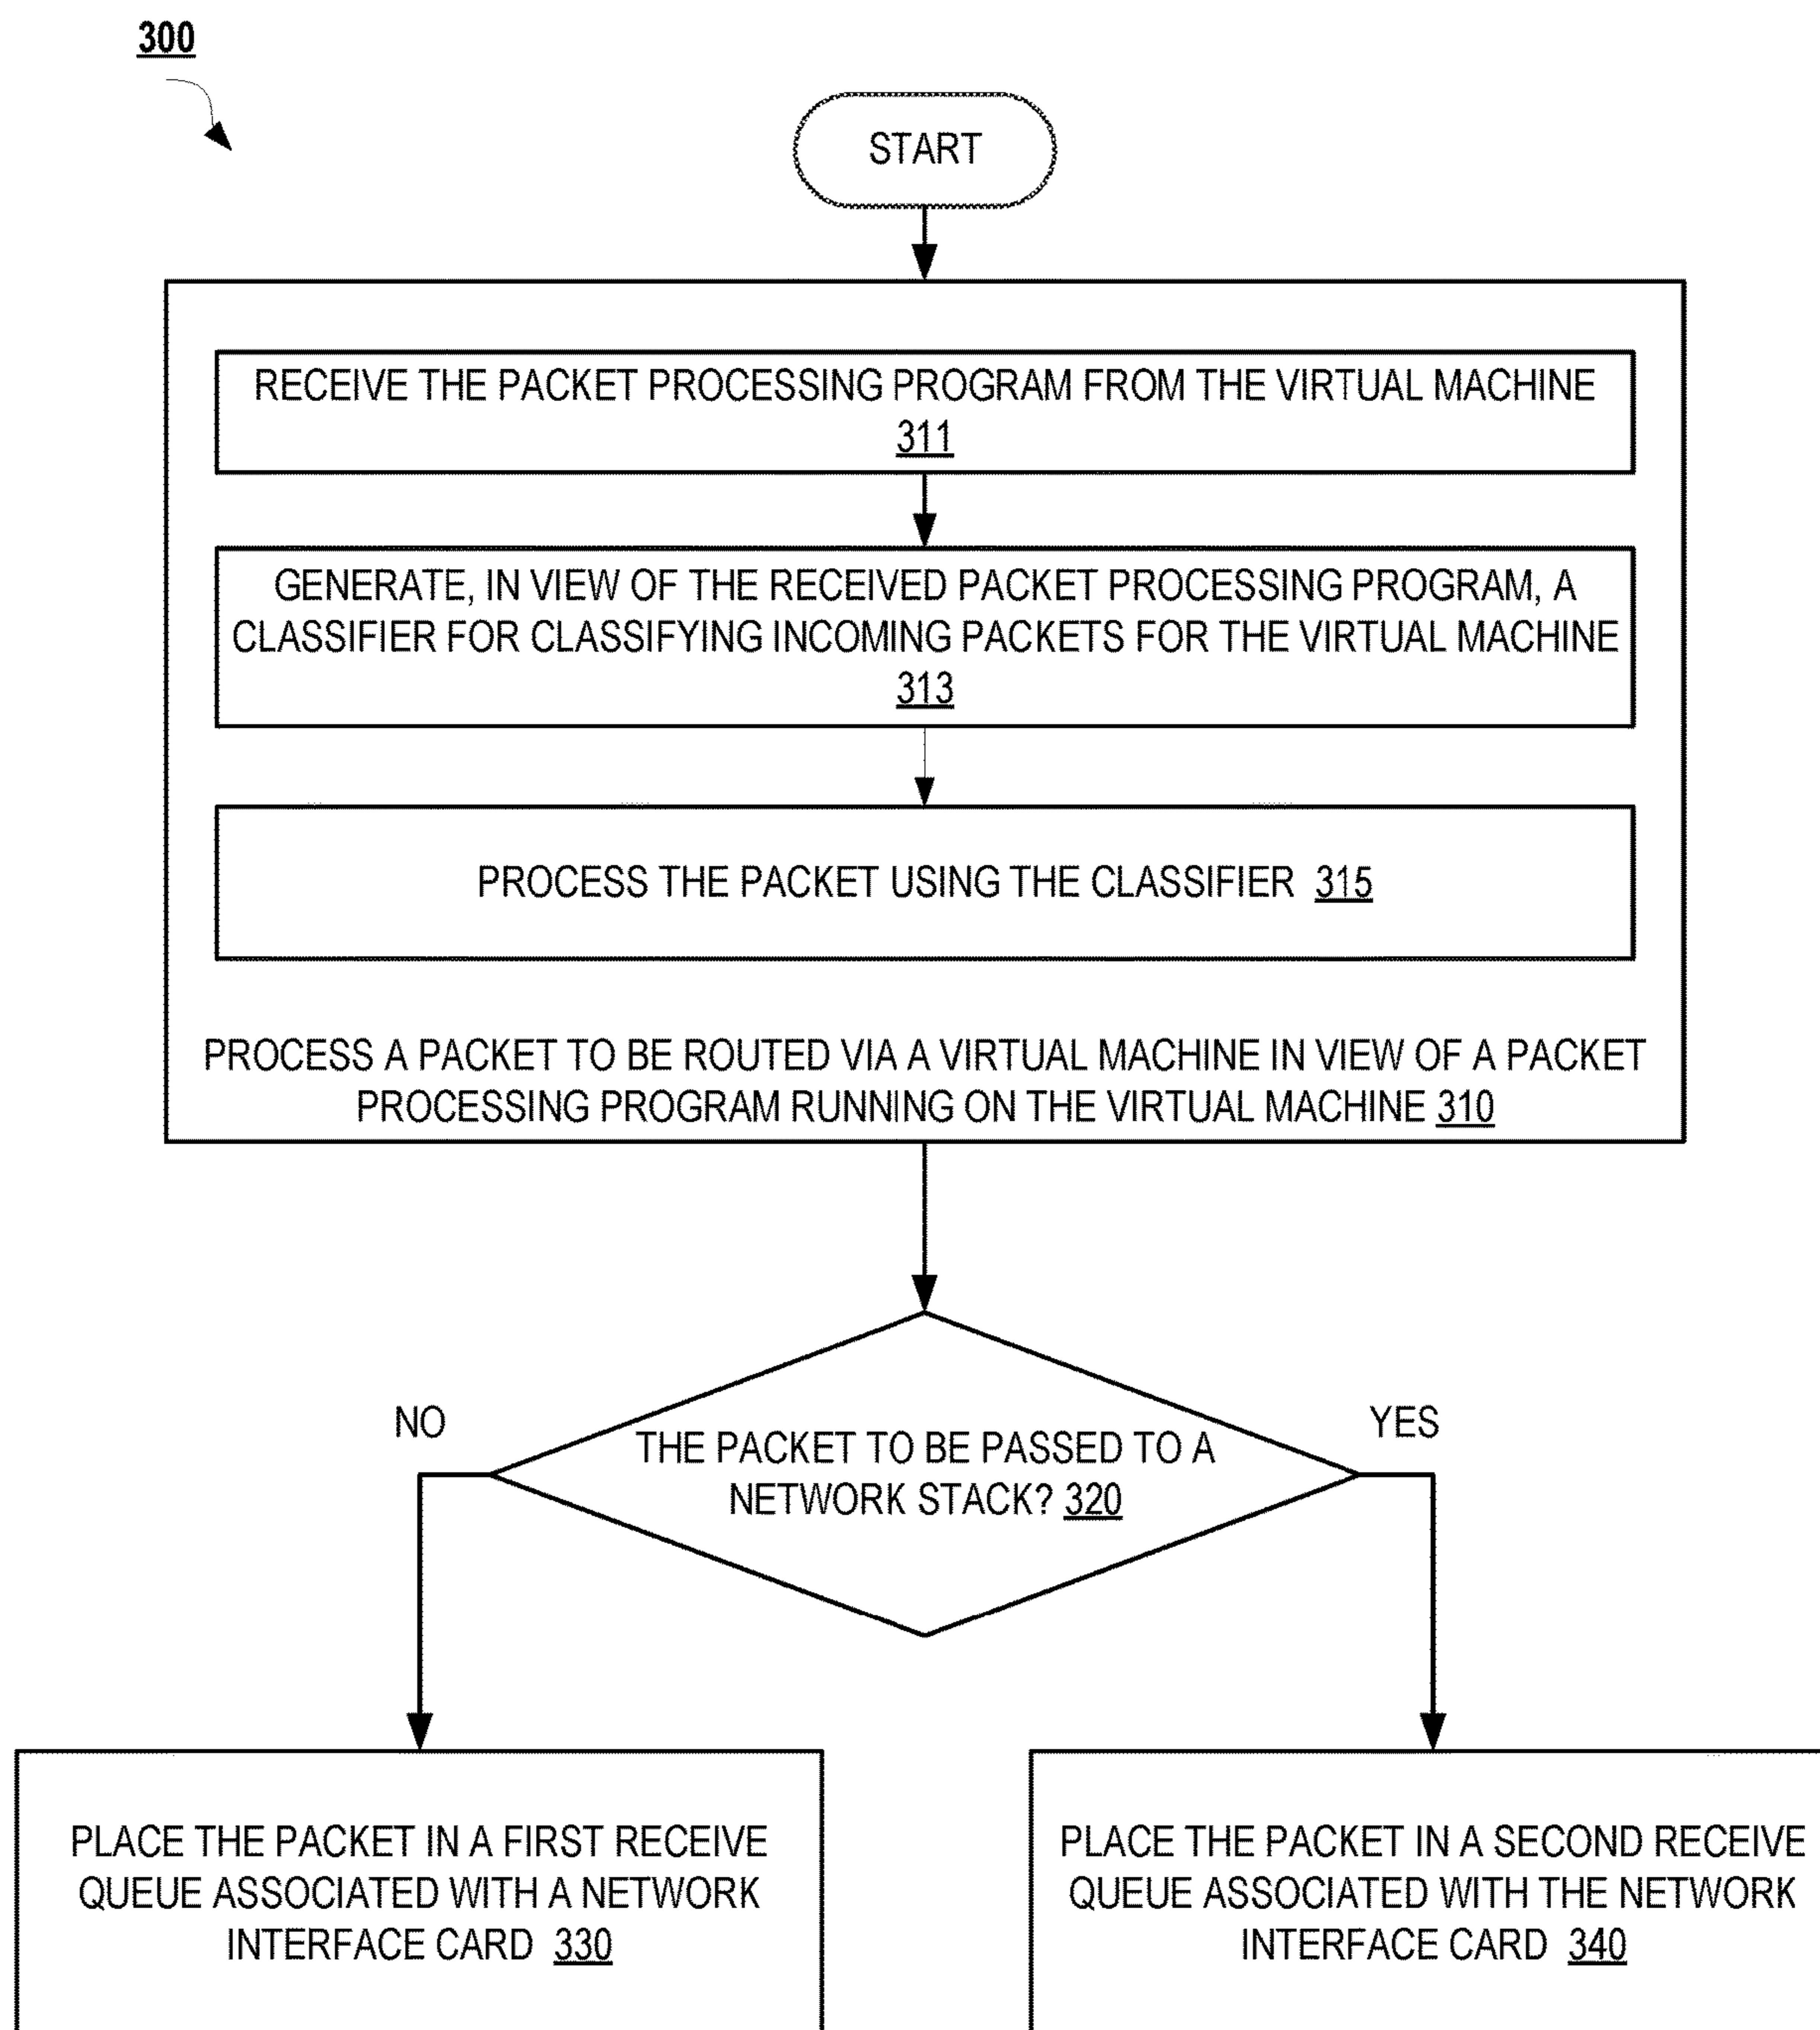 300
START
RECEIVE THE PACKET PROCESSING PROGRAM FROM THE VIRTUAL MACHINE
311
GENERATE, IN VIEW OF THE RECEIVED PACKET PROCESSING PROGRAM, A
CLASSIFIER FOR CLASSIFYING INCOMING PACKETS FOR THE VIRTUAL MACHINE
313
PROCESS THE PACKET USING THE CLASSIFIER 315
PROCESS A PACKET TO BE ROUTED VIA A VIRTUAL MACHINE IN VIEW OF A PACKET
PROCESSING PROGRAM RUNNING ON THE VIRTUAL MACHINE 310
NO
YES
THE PACKET TO BE PASSED TO A
NETWORK STACK? 320
PLACE THE PACKET IN A FIRST RECEIVE
QUEUE ASSOCIATED WITH A NETWORK
INTERFACE CARD 330
PLACE THE PACKET IN A SECOND RECEIVE
QUEUE ASSOCIATED WITH THE NETWORK
INTERFACE CARD 340